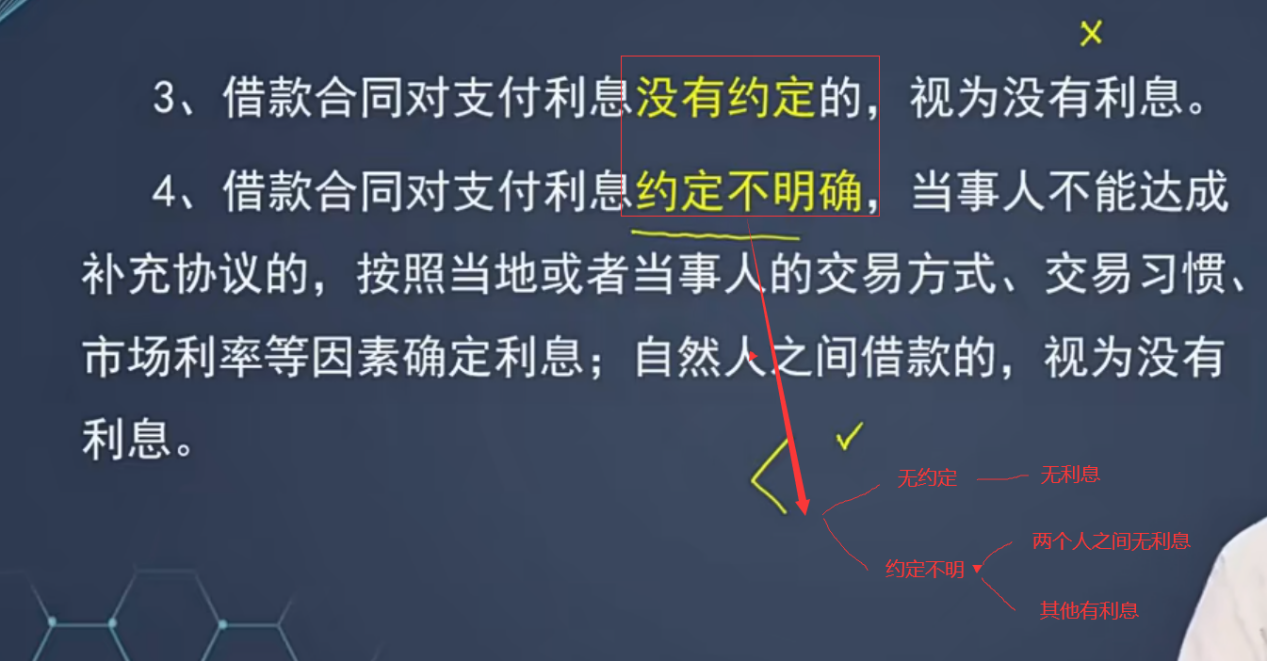 3、借款合同对支付利息没有约定的，视为没有利息。
4、借款合同对支付利息约定不明确，当事人不能达成
补充协议的，按照当地或者当事人的交易方式、交易习惯、
市场利率等因素确定利息；自然人之间借款的，视为没有
利息。
无约定
无利息
约定不明
两个人之间无利息
其他有利息